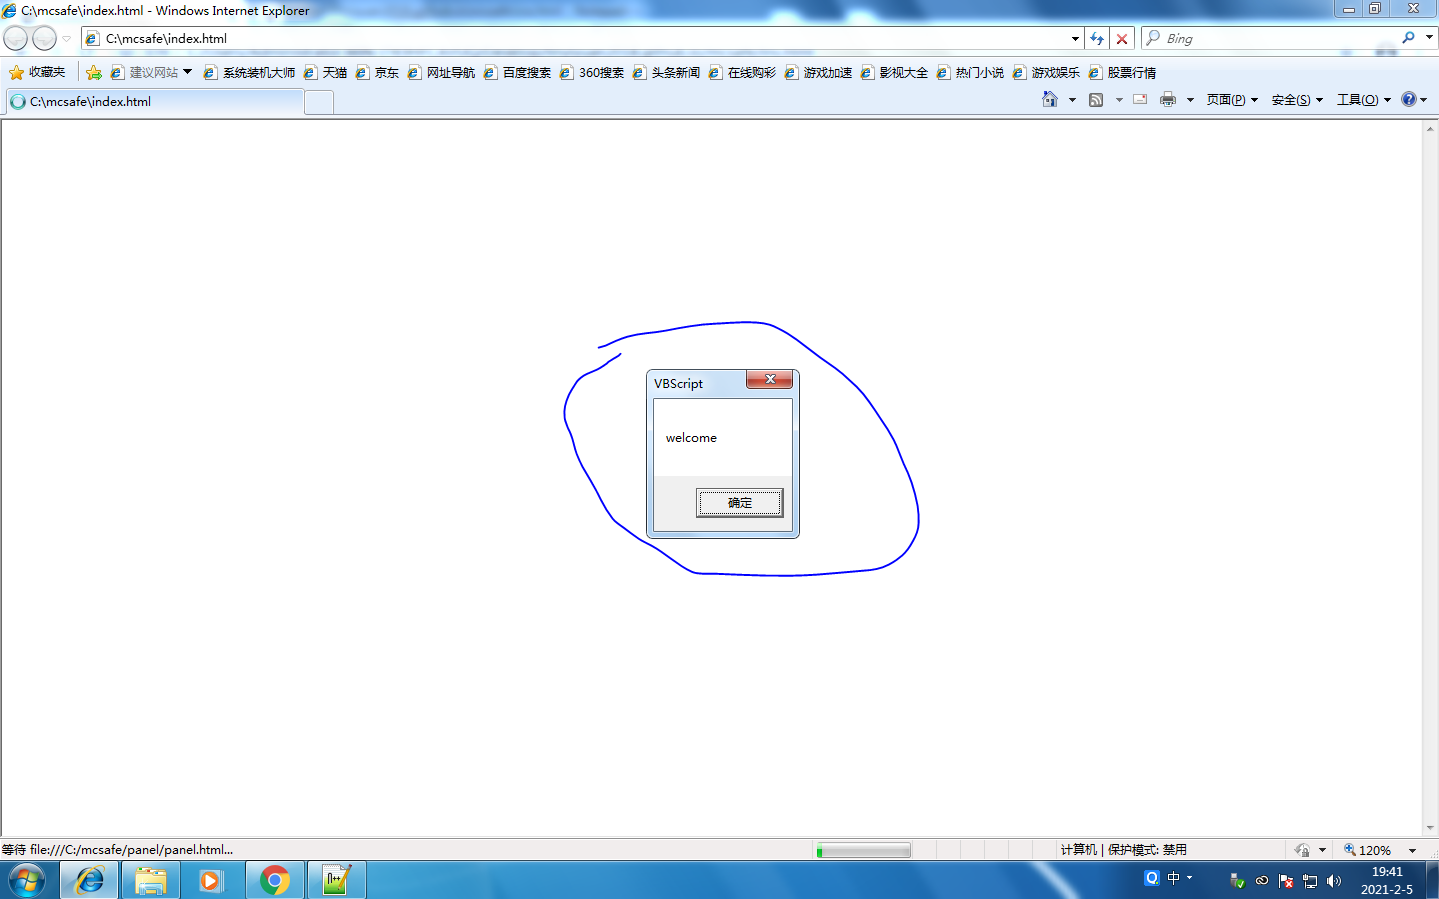 C:\mcsafe\index.html - Windows Internet Explorer
C:\mcsafe\index.html
Bing
收藏夹 建议网站 系统装机大师 天猫 京东 网址导航 百度搜索 360搜索 头条新闻 在线购彩 游戏加速 影视大全 热门小说 游戏娱乐 股票行情
C:\mcsafe\index.html
页面(P) 安全(S) 工具(O)
VBScript
welcome
确定
等待 file:///C:/mcsafe/panel/panel.html...
计算机 | 保护模式: 禁用
120%
中
19:41
2021-2-5